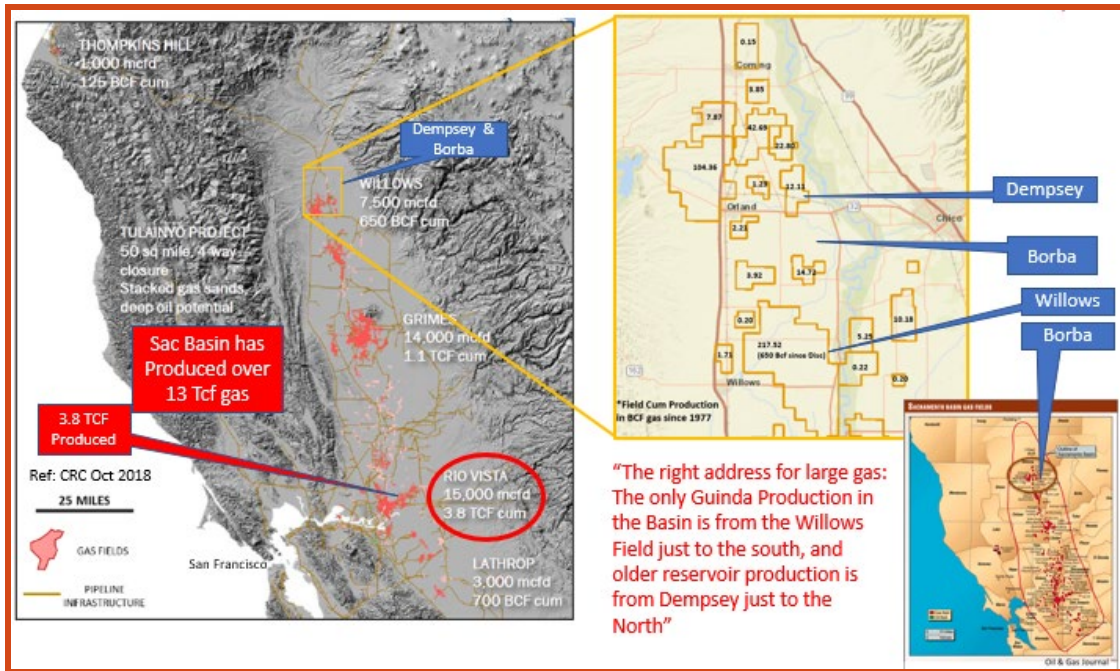 THOMPKINS HILL
1,000 mcfd
125 BCF cum
Dempsey &
Borba
WILLOWS
7,500 mcfd
650 BCF cum
TULAINYO PROJECT
50 sq mile, 4 way
closure
Stacked gas sands,
deep oil potential
GRIMES
14,000 mcfd
1.1 TCF cum
Sac Basin has
Produced over
13 Tcf gas
3.8 TCF
Produced
Ref: CRC Oct 2018
25 MILES
GAS FIELDS
PIPELINE
INFRASTRUCTURE
San Francisco
RIO VISTA
15,000 mcfd
3.8 TCF cum
LATHROP
3,000 mcfd
700 BCF cum
0.15
Corning
8.85
99
7.87
42.69
22.80
104.36
1.29
12.11
Orland
32
Chico
2.21
3.92
14.72
0.20
10.18
217.52
(650 Bcf since Disc)
5.25
1.71
0.22
162
Willows
0.20
*Field Cum Production
in BCF gas since 1977
Dempsey
Borba
Willows
Borba
"The right address for large gas:
The only Guinda Production in
the Basin is from the Willows
Field just to the south, and
older reservoir production is
from Dempsey just to the
North"
SACRAMENTO BASIN GAS FIELDS
Outline of
Sacramento Basin
Oil & Gas Journal